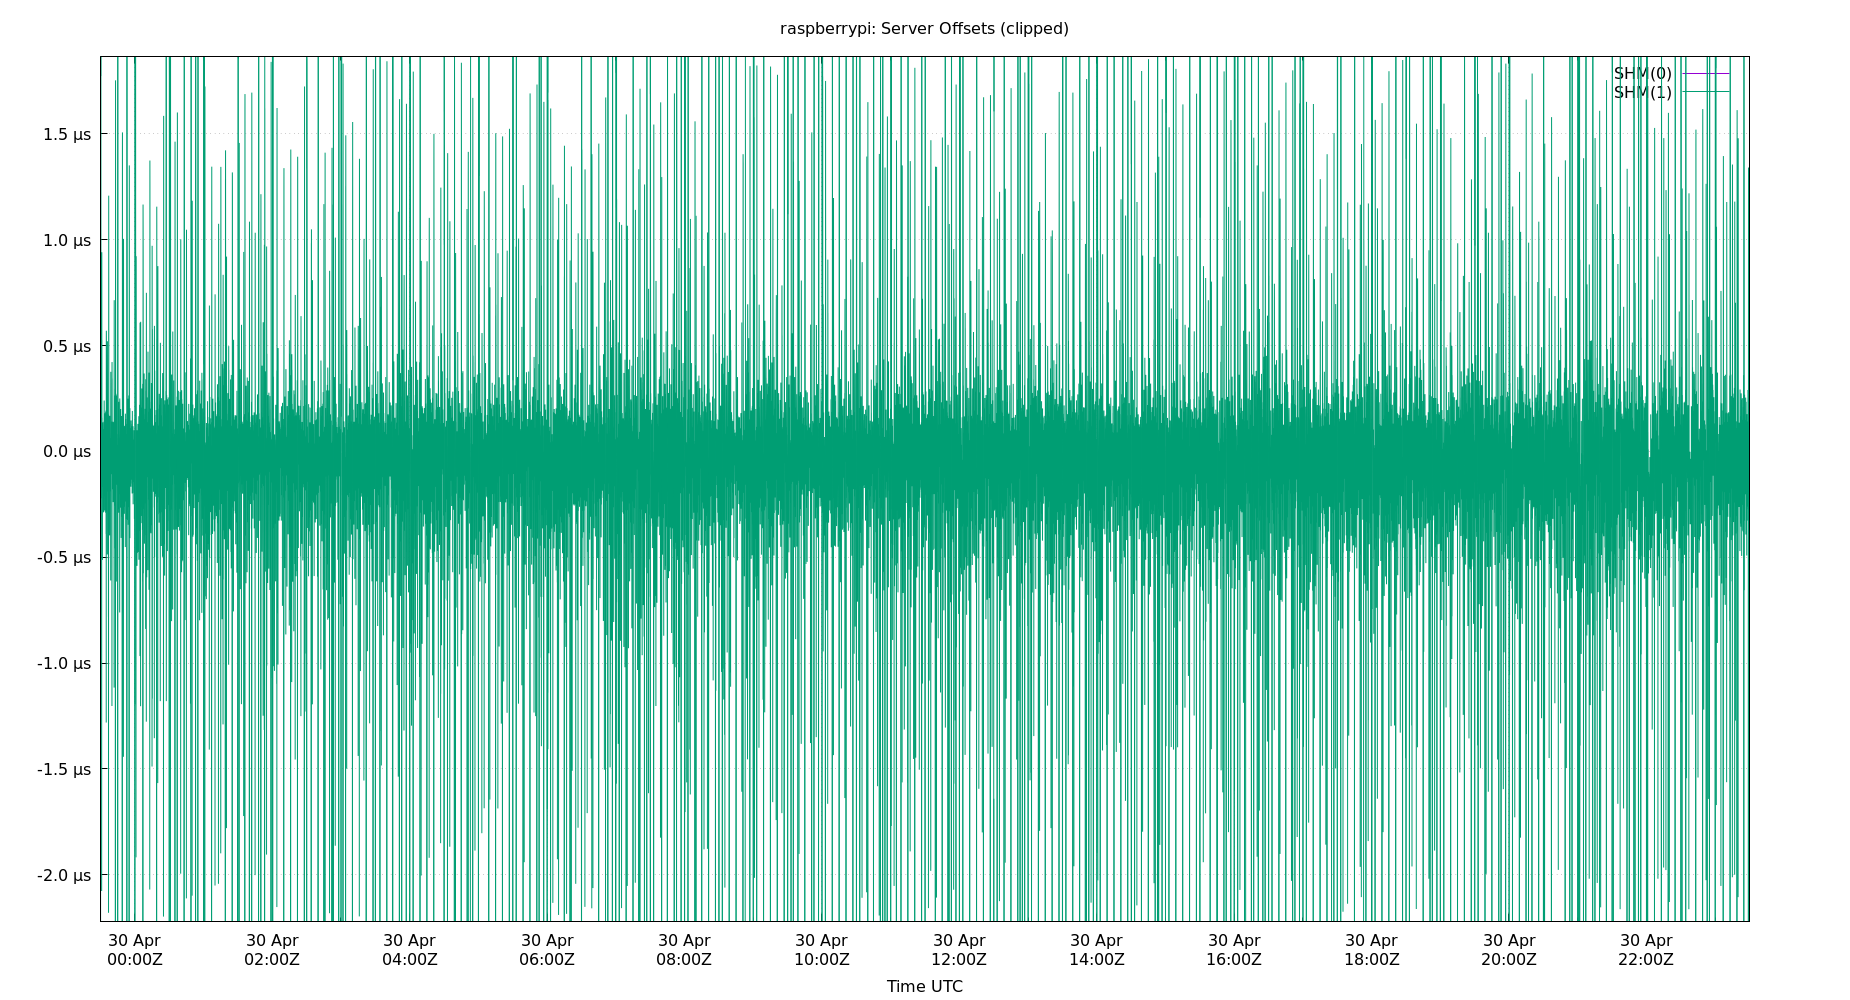 raspberrypi: Server Offsets (clipped)
SHM(0)
SHM(1)
1.5 µs
1.0 µs
0.5 µs
0.0 µs
-0.5 µs
-1.0 µs
-1.5 µs
-2.0 µs
30 Apr 30 Apr 30 Apr 30 Apr 30 Apr 30 Apr 30 Apr 30 Apr 30 Apr 30 Apr 30 Apr 30 Apr
00:00Z 02:00Z 04:00Z 06:00Z 08:00Z 10:00Z 12:00Z 14:00Z 16:00Z 18:00Z 20:00Z 22:00Z
Time UTC